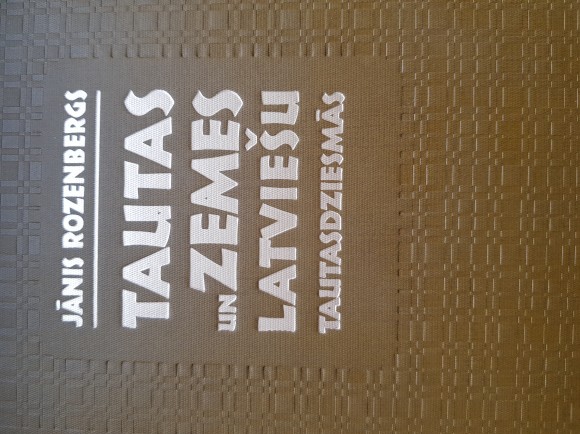 JĀNIS ROZENBERGS
TAUTAS
UN ZEMES
LATVIEŠU
TAUTASDZIESMĀS